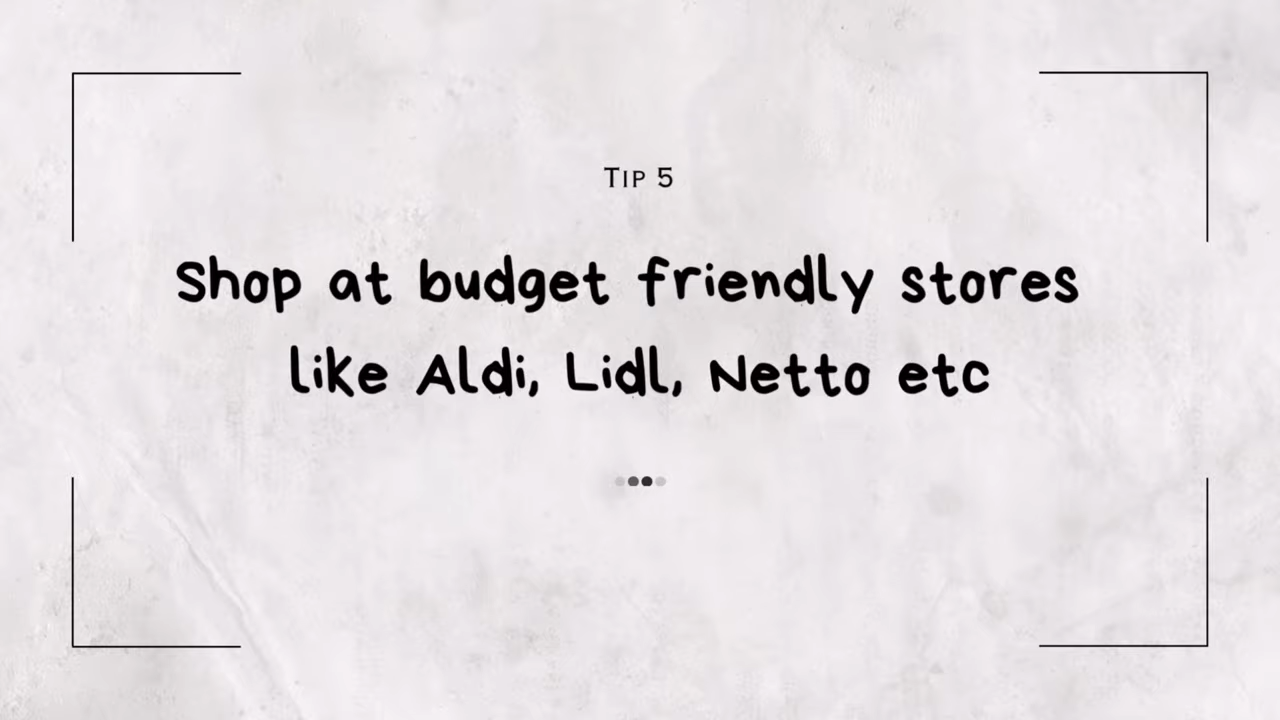 Tip 5
Shop at budget friendly stores
like Aldi, Lidl, Netto etc